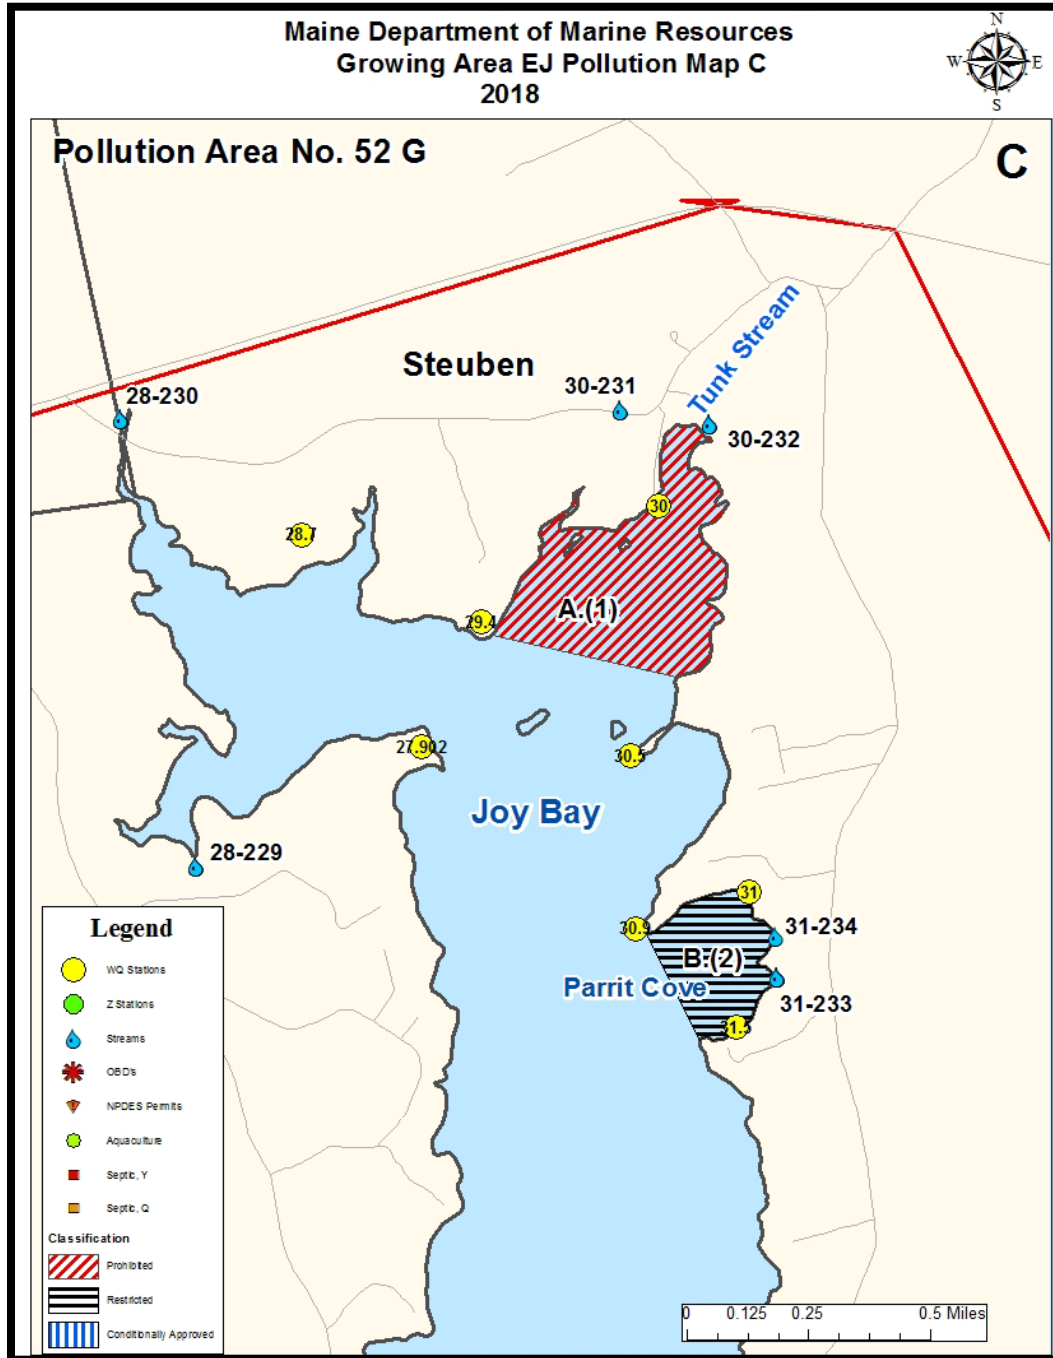 Maine Department of Marine Resources
Growing Area EJ Pollution Map C
2018
N
W
E
S
Pollution Area No. 52 G
C
Tunk Stream
Steuben
28-230
30-231
30-232
30
28.7
A.(1)
29.4
27.902
30.5
Joy Bay
28-229
31
30.9
31-234
B.(2)
Parrit Cove
31-233
31.5
Legend
WQ Stations
Z Stations
Streams
OBD's
NPDES Permits
Aquaculture
Septic, Y
Septic, Q
Classification
Prohibited
Restricted
Conditionally Approved
0 0.125 0.25 0.5 Miles